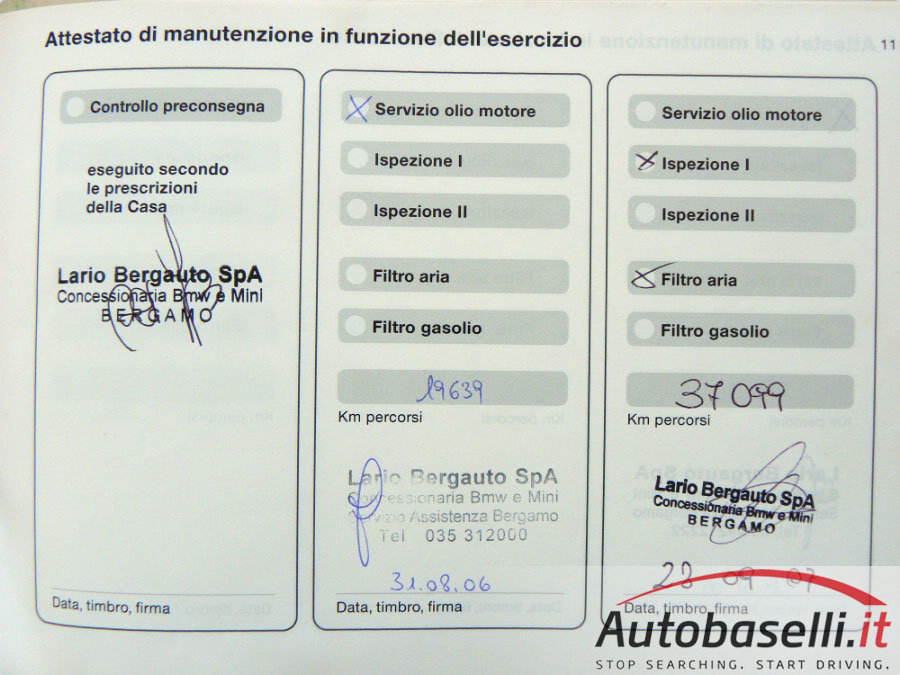 Attestato di manutenzione in funzione dell'esercizio
11
Controllo preconsegna
eseguito secondo
le prescrizioni
della Casa
Lario Bergauto SpA
Concessionaria Bmw e Mini
BERGAMO
Data, timbro, firma
Servizio olio motore
Ispezione I
Ispezione II
Filtro aria
Filtro gasolio
19639
Km percorsi
Lario Bergauto SpA
Concessionaria Bmw e Mini
Servizio Assistenza Bergamo
Tel 035 312000
31.08.06
Data, timbro, firma
Servizio olio motore
Ispezione I
Ispezione II
Filtro aria
Filtro gasolio
37099
Km percorsi
Lario Bergauto SpA
Concessionaria Bmw e Mini
BERGAMO
09 07
Data, timbro, firma
Autobaselli.it
STOP SEARCHING. START DRIVING.